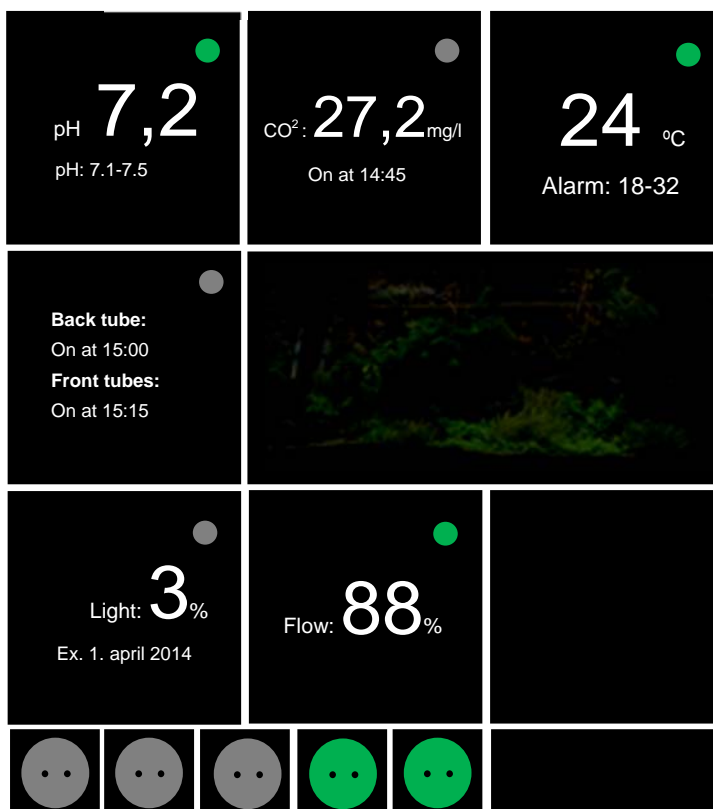 pH 7,2
pH: 7.1-7.5
CO²: 27,2mg/l
On at 14:45
24 ºC
Alarm: 18-32
Back tube:
On at 15:00
Front tubes:
On at 15:15
Light: 3%
Ex. 1. april 2014
Flow: 88%